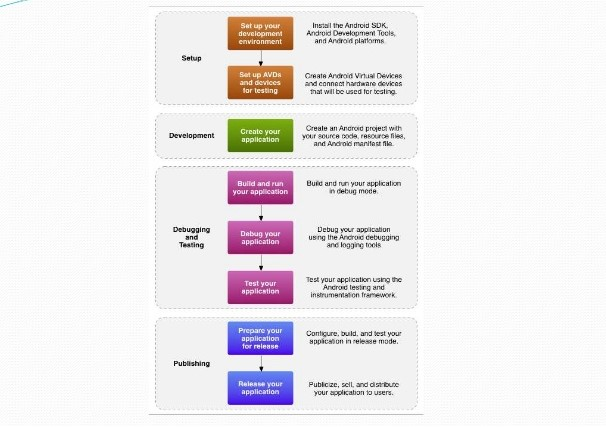 Set up your
development
environment
Install the Android SDK,
Android Development Tools,
and Android platforms.
Setup
Set up AVDs
and devices
for testing
Create Android Virtual Devices
and connect hardware devices
that will be used for testing.
Development
Create your
application
Create an Android project with
your source code, resource files,
and Android manifest file.
Build and run
your application
Build and run your application
in debug mode.
Debugging
and
Testing
Debug your
application
Debug your application
using the Android debugging
and logging tools
Test your
application
Test your application using the
Android testing and
instrumentation framework.
Prepare your
application
for release
Configure, build, and test your
application in release mode.
Publishing
Release your
application
Publicize, sell, and distribute
your application to users.